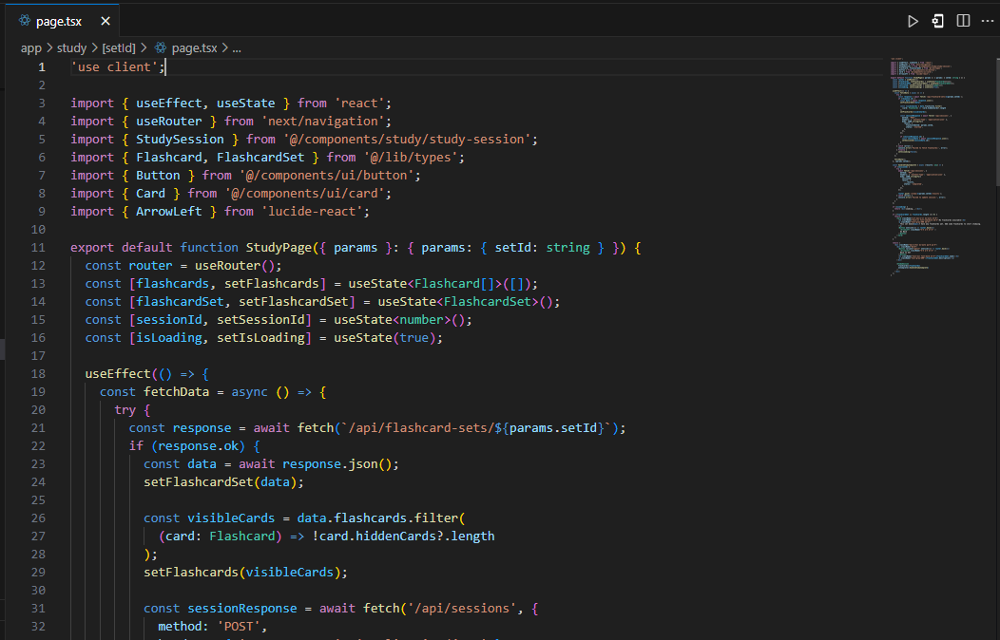 page.tsx
app > study > [setId] > page.tsx > ...
1 'use client';
2
3 import { useEffect, useState } from 'react';
4 import { useRouter } from 'next/navigation';
5 import { StudySession } from '@/components/study/study-session';
6 import { Flashcard, FlashcardSet } from '@/lib/types';
7 import { Button } from '@/components/ui/button';
8 import { Card } from '@/components/ui/card';
9 import { ArrowLeft } from 'lucide-react';
10
11 export default function StudyPage({ params }: { params: { setId: string } }) {
12   const router = useRouter();
13   const [flashcards, setFlashcards] = useState<Flashcard[]>([]);
14   const [flashcardSet, setFlashcardSet] = useState<FlashcardSet>();
15   const [sessionId, setSessionId] = useState<number>();
16   const [isLoading, setIsLoading] = useState(true);
17
18   useEffect(() => {
19     const fetchData = async () => {
20       try {
21         const response = await fetch(`/api/flashcard-sets/${params.setId}`);
22         if (response.ok) {
23           const data = await response.json();
24           setFlashcardSet(data);
25
26           const visibleCards = data.flashcards.filter(
27             (card: Flashcard) => !card.hiddenCards?.length
28           );
29           setFlashcards(visibleCards);
30
31           const sessionResponse = await fetch('/api/sessions', {
32             method: 'POST',